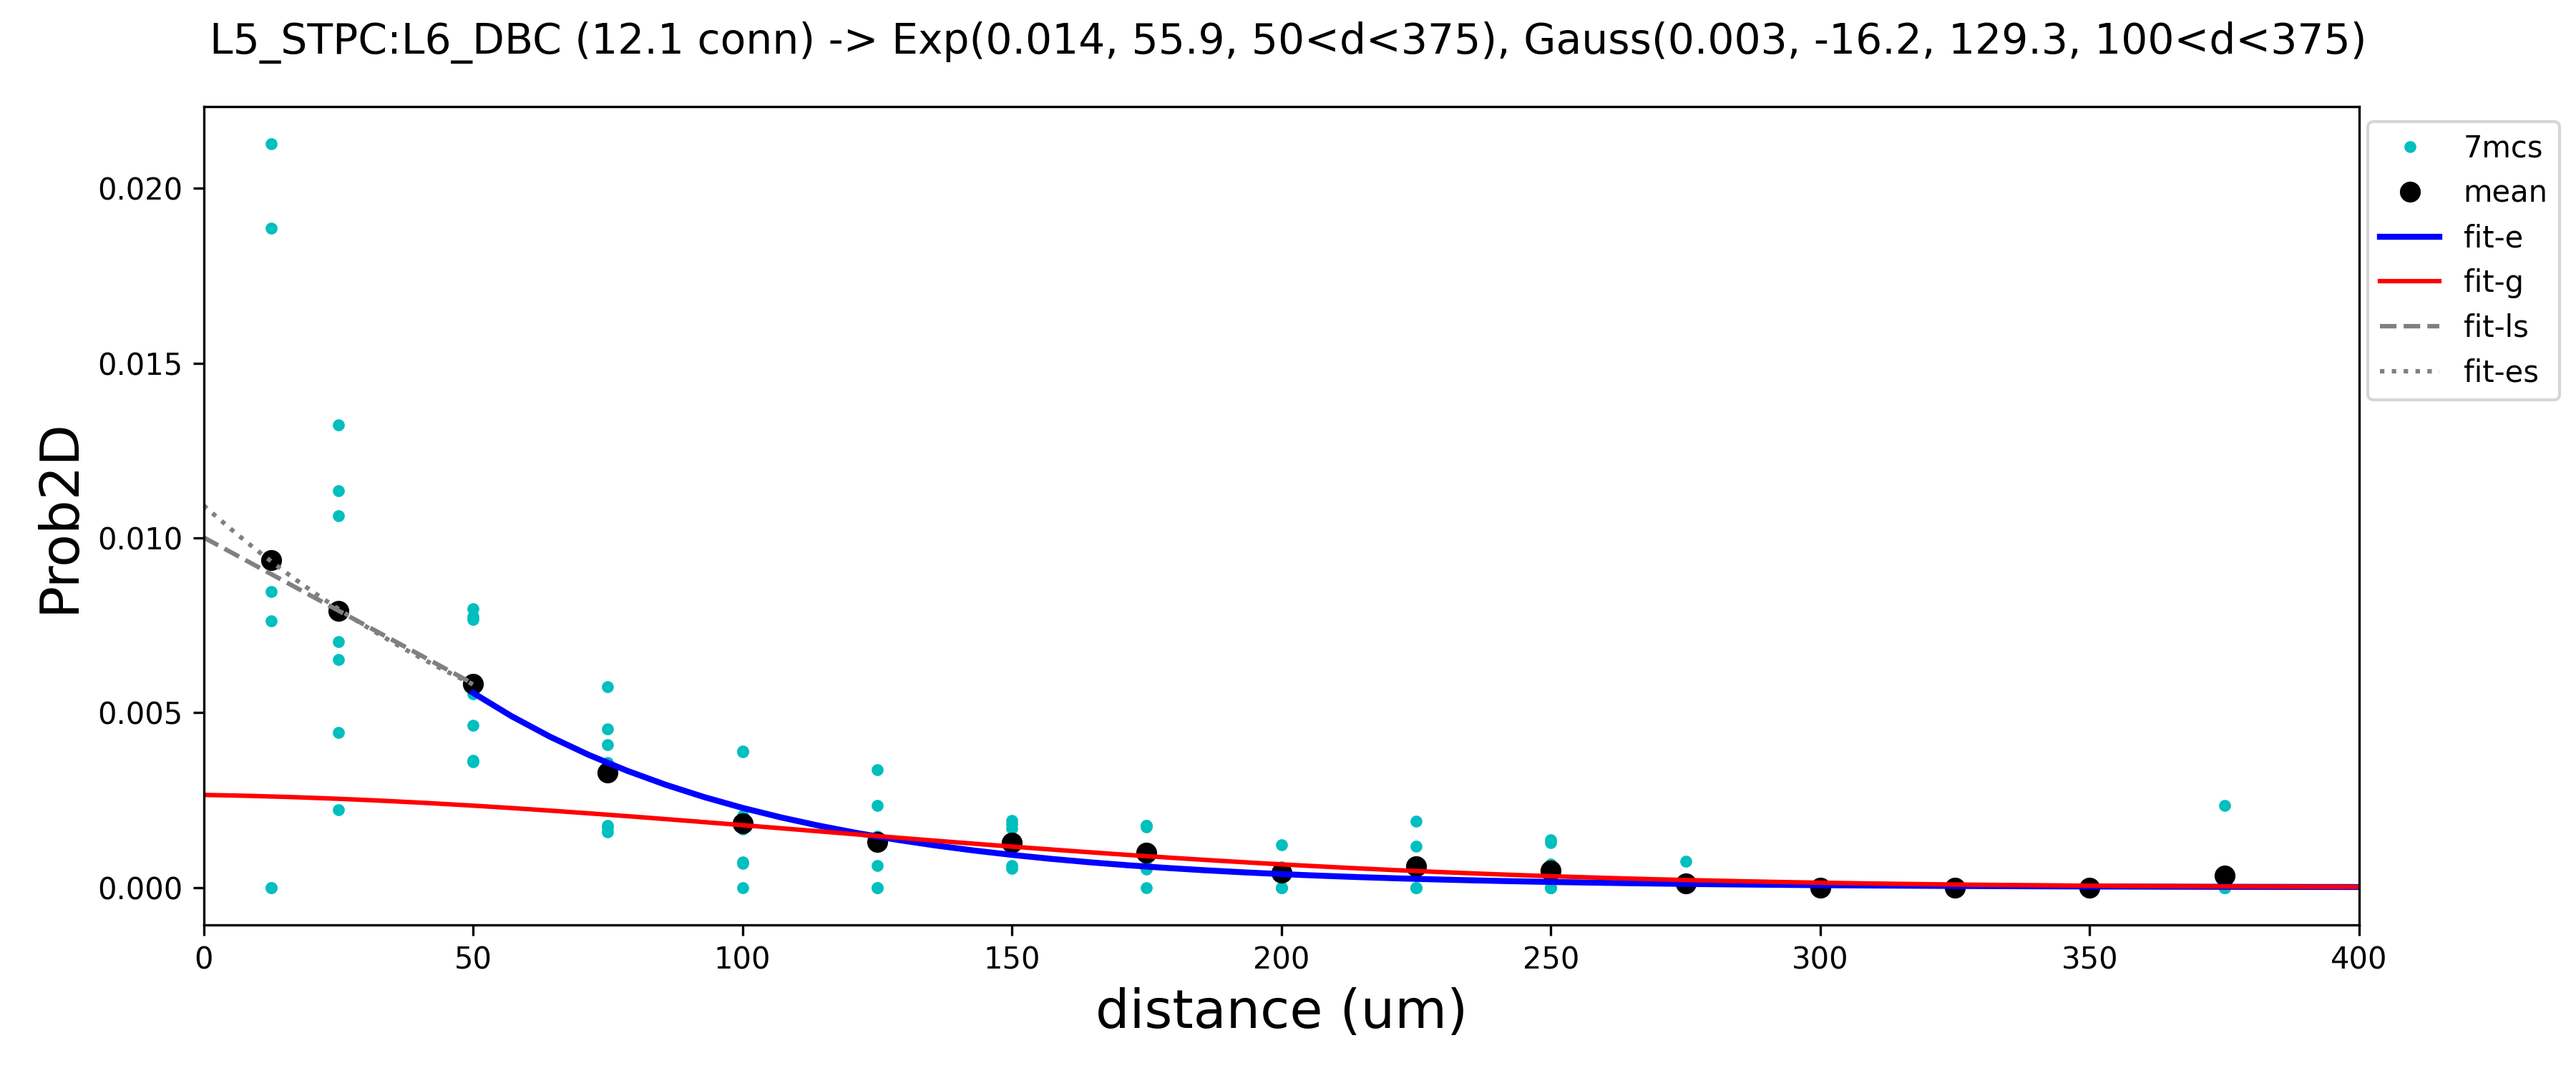 L5_STPC:L6_DBC (12.1 conn) -> Exp(0.014, 55.9, 50<d<375), Gauss(0.003, -16.2, 129.3, 100<d<375)
7mcs
mean
fit-e
fit-g
fit-ls
fit-es
Prob2D
0.020
0.015
0.010
0.005
0.000
0 50 100 150 200 250 300 350 400
distance (um)